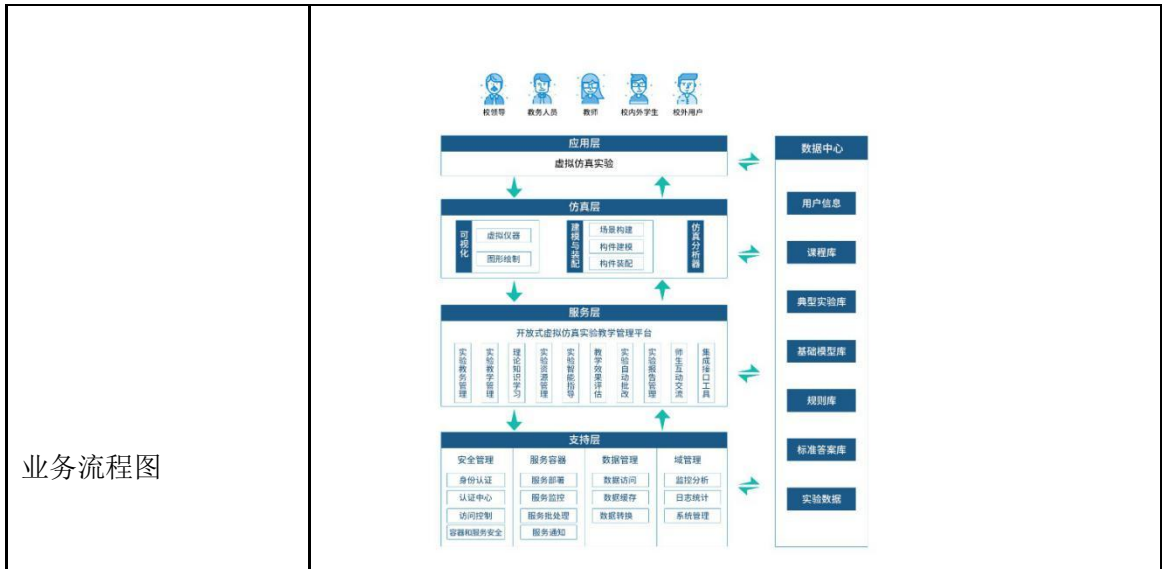 业务流程图
校领导 教务人员 教师 校内外学生 校外用户
应用层
虚拟仿真实验
仿真层
可视化
虚拟仪器
图形绘制
建模与装配
场景构建
构件建模
构件装配
仿真分析器
服务层
开放式虚拟仿真实验教学管理平台
实验教务管理
实验教学管理
理论知识学习
实验资源管理
实验智能指导
教学效果评估
实验自动批改
实验报告管理
师生互动交流
集成接口工具
支持层
安全管理
身份认证
认证中心
访问控制
容器和服务安全
服务容器
服务部署
服务监控
服务批处理
服务通知
数据管理
数据访问
数据缓存
数据转换
域管理
监控分析
日志统计
系统管理
数据中心
用户信息
课程库
典型实验库
基础模型库
规则库
标准答案库
实验数据